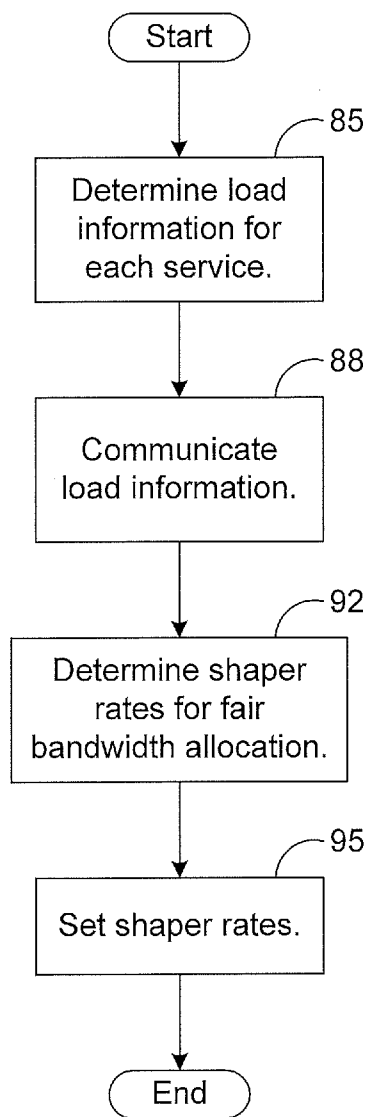 Start
85
Determine load
information for
each service.
88
Communicate
load information.
92
Determine shaper
rates for fair
bandwidth allocation.
95
Set shaper rates.
End